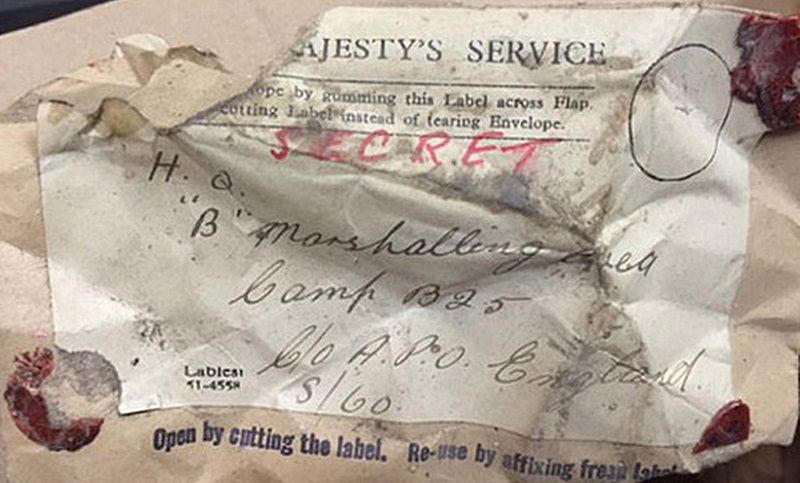 AJESTY'S SERVICE
ope by gumming this Label across Flap.
cutting Label instead of tearing Envelope.
SECRET
H. Q.
"B" Marshalling Area
Camp B25
C/o A.P.O. England.
S/60.
Labels:
51-4558
Open by cutting the label. Re-use by affixing fresh label